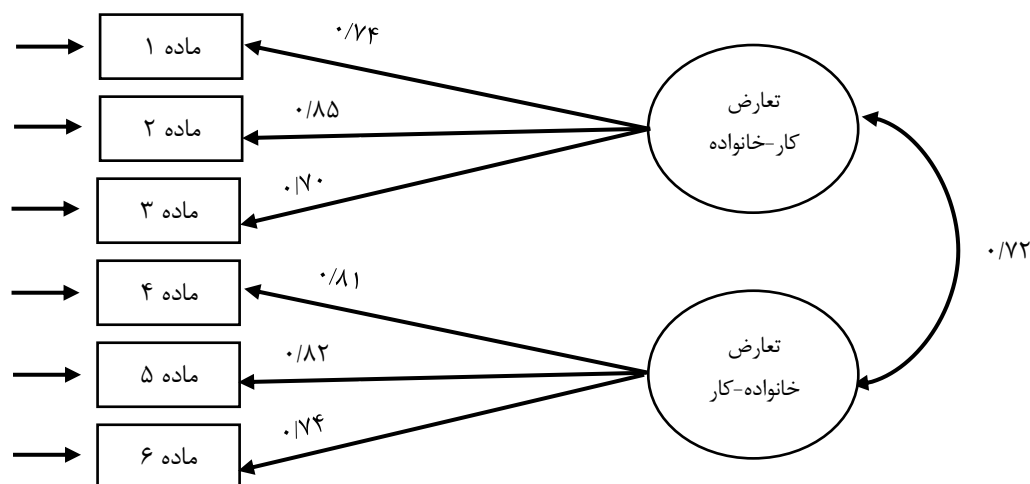 ماده ۱
ماده ۲
ماده ۳
ماده ۴
ماده ۵
ماده ۶
۰/۷۴
۰/۸۵
۰/۷۰
۰/۸۱
۰/۸۲
۰/۷۴
تعارض
کار-خانواده
تعارض
خانواده-کار
۰/۷۲